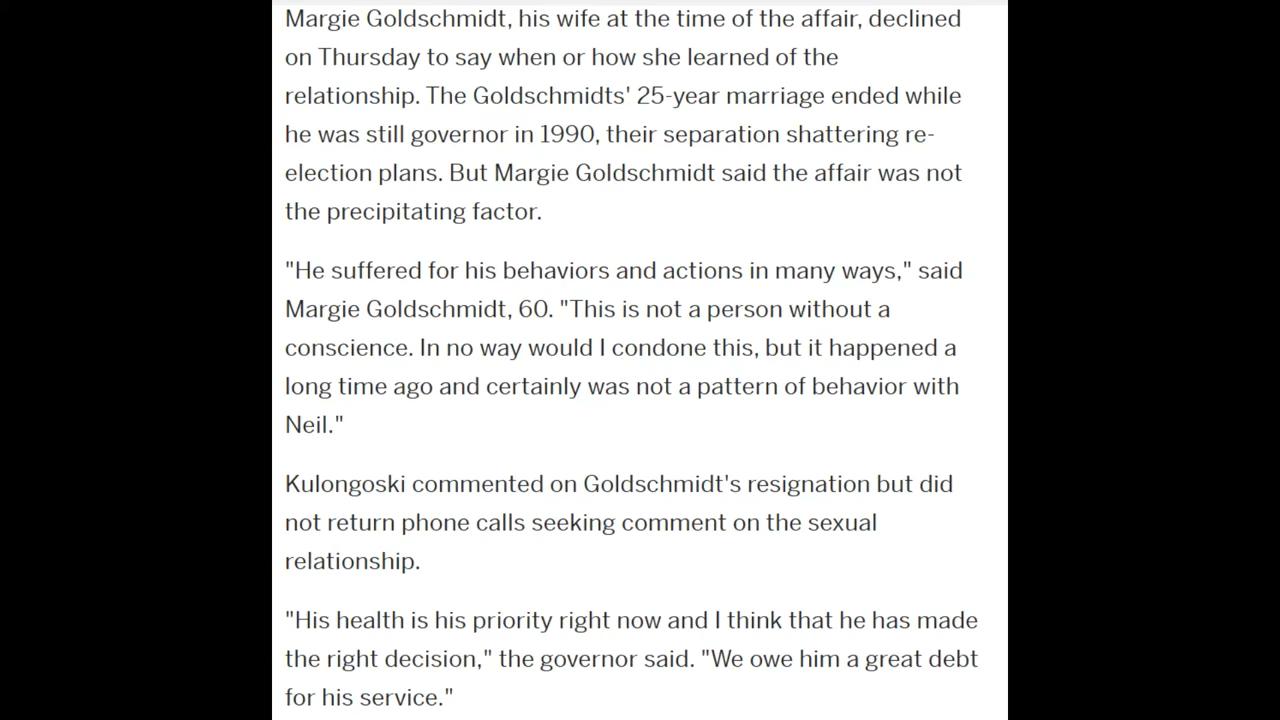 Margie Goldschmidt, his wife at the time of the affair, declined
on Thursday to say when or how she learned of the
relationship. The Goldschmidts' 25-year marriage ended while
he was still governor in 1990, their separation shattering re-
election plans. But Margie Goldschmidt said the affair was not
the precipitating factor.
"He suffered for his behaviors and actions in many ways," said
Margie Goldschmidt, 60. "This is not a person without a
conscience. In no way would I condone this, but it happened a
long time ago and certainly was not a pattern of behavior with
Neil."
Kulongoski commented on Goldschmidt's resignation but did
not return phone calls seeking comment on the sexual
relationship.
"His health is his priority right now and I think that he has made
the right decision," the governor said. "We owe him a great debt
for his service."